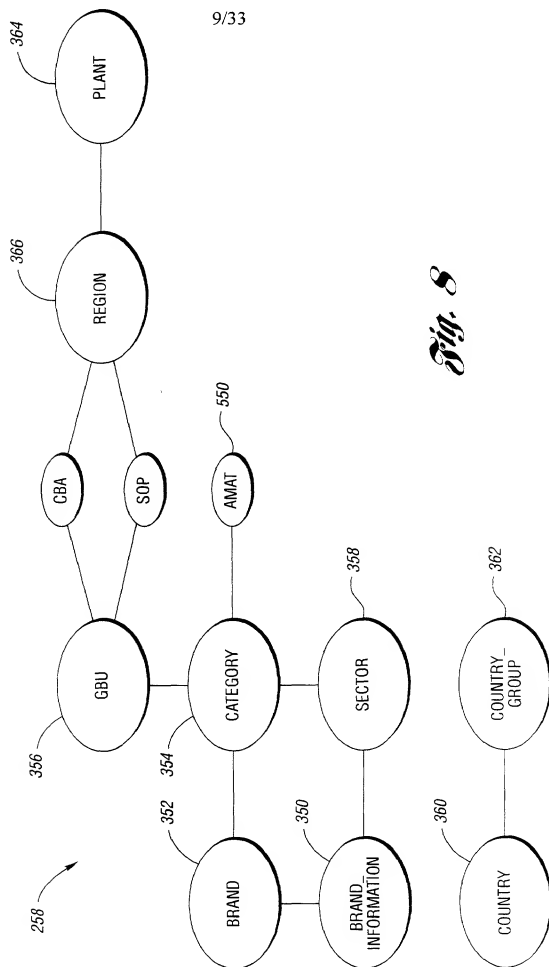 9/33
258
356
GBU
CBA
SOP
366
REGION
364
PLANT
352
BRAND
354
CATEGORY
AMAT
550
350
BRAND_
INFORMATION
SECTOR
358
360
COUNTRY
COUNTRY_
GROUP
362
Fig. 8